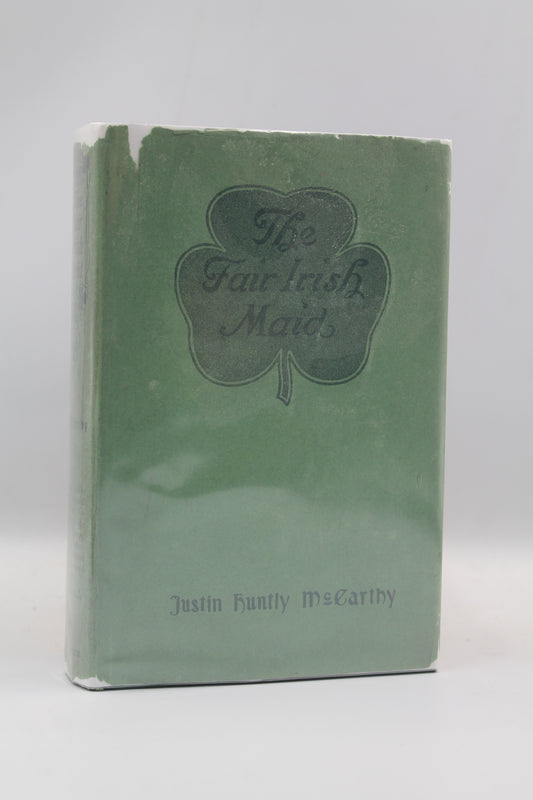 The
Fair Irish
Maid
Justin Huntly McCarthy